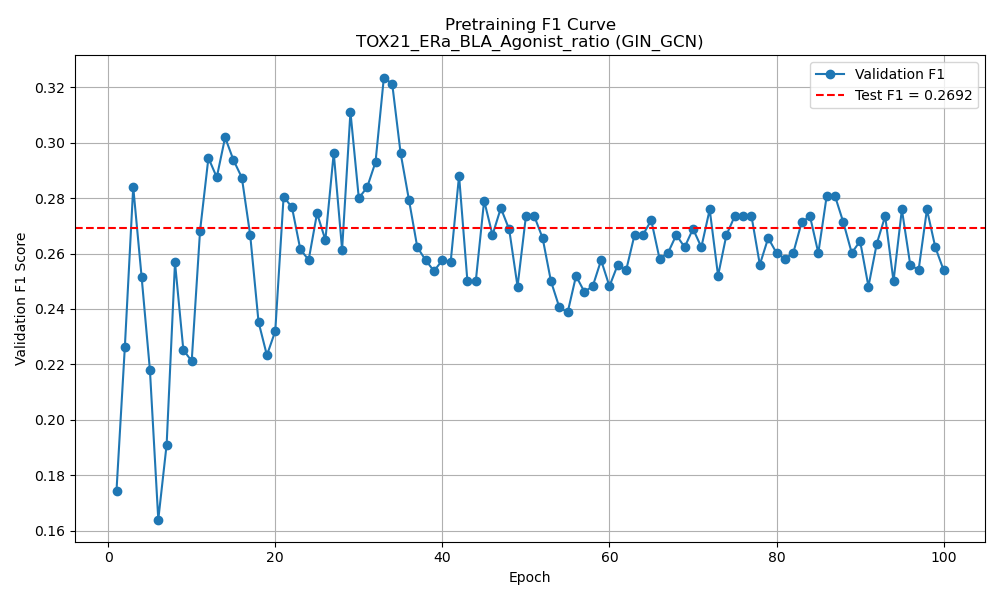 Pretraining F1 Curve
TOX21_ERa_BLA_Agonist_ratio (GIN_GCN)
Validation F1
Test F1 = 0.2692
Validation F1 Score
0.32
0.30
0.28
0.26
0.24
0.22
0.20
0.18
0.16
0 20 40 60 80 100
Epoch